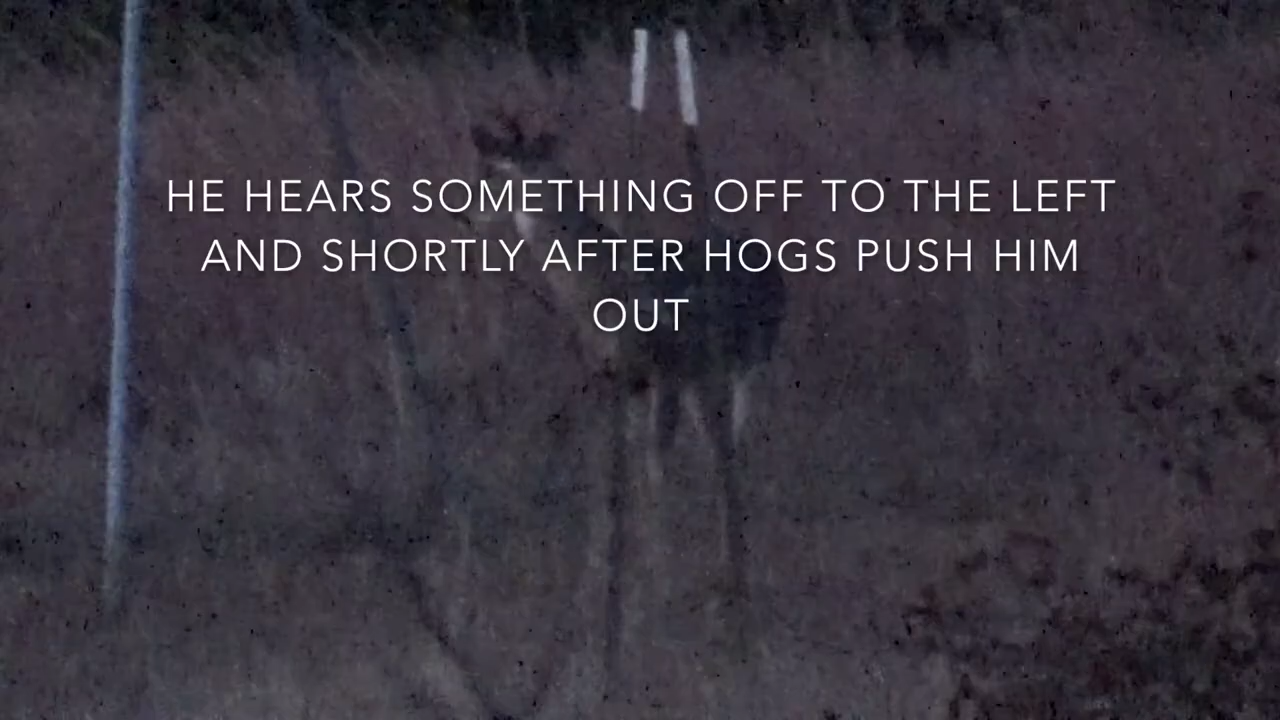 HE HEARS SOMETHING OFF TO THE LEFT
AND SHORTLY AFTER HOGS PUSH HIM
OUT